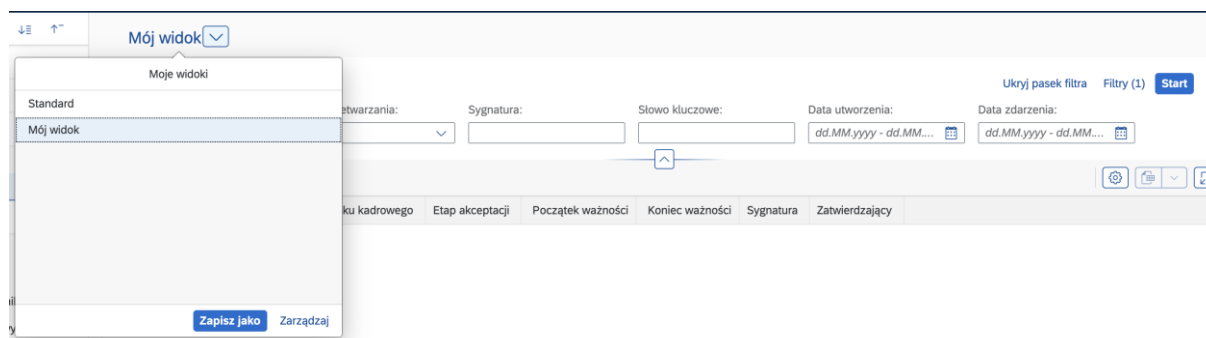 Mój widok
Moje widoki
Standard
Mój widok
Zapisz jako Zarządzaj
Ukryj pasek filtra Filtry (1) Start
Sygnatura: Słowo kluczowe: Data utworzenia: Data zdarzenia:
dd.MM.yyyy - dd.MM.... dd.MM.yyyy - dd.MM....
kadrowego Etap akceptacji Początek ważności Koniec ważności Sygnatura Zatwierdzający